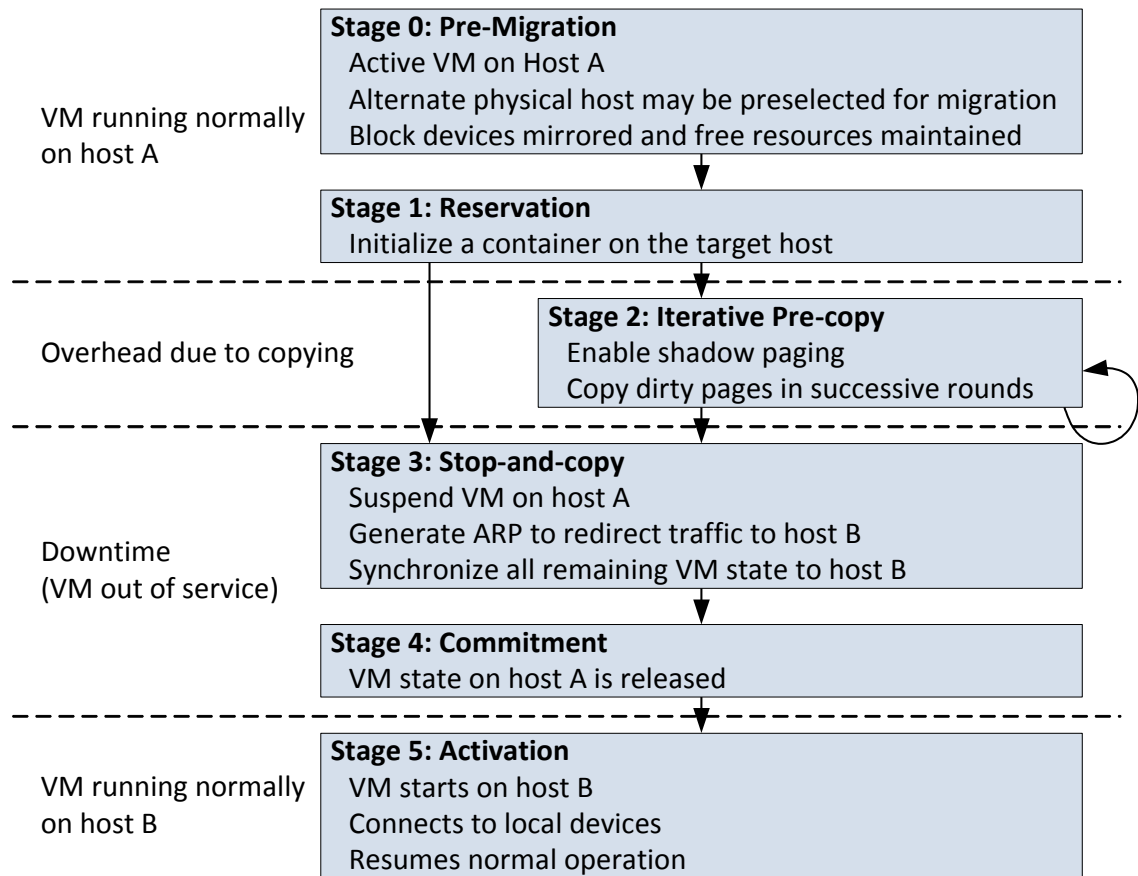 Stage 0: Pre-Migration
Active VM on Host A
Alternate physical host may be preselected for migration
Block devices mirrored and free resources maintained
VM running normally
on host A
Stage 1: Reservation
Initialize a container on the target host
Stage 2: Iterative Pre-copy
Enable shadow paging
Copy dirty pages in successive rounds
Overhead due to copying
Stage 3: Stop-and-copy
Suspend VM on host A
Generate ARP to redirect traffic to host B
Synchronize all remaining VM state to host B
Downtime
(VM out of service)
Stage 4: Commitment
VM state on host A is released
Stage 5: Activation
VM starts on host B
Connects to local devices
Resumes normal operation
VM running normally
on host B